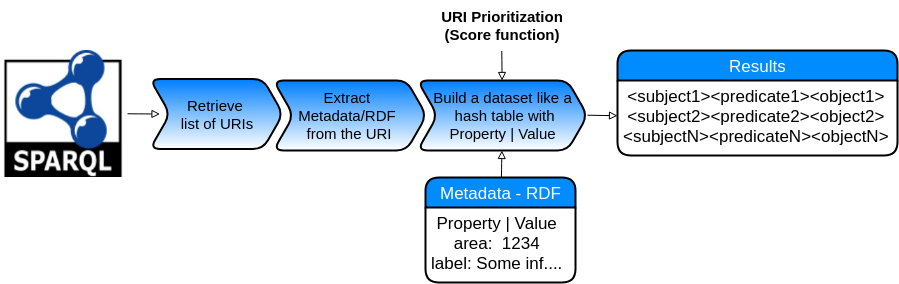 URI Prioritization
(Score function)
SPARQL
Retrieve
list of URIs
Extract
Metadata/RDF
from the URI
Build a dataset like a
hash table with
Property | Value
Results
<subject1><predicate1><object1>
<subject2><predicate2><object2>
<subjectN><predicateN><objectN>
Metadata - RDF
Property | Value
area: 1234
label: Some inf....